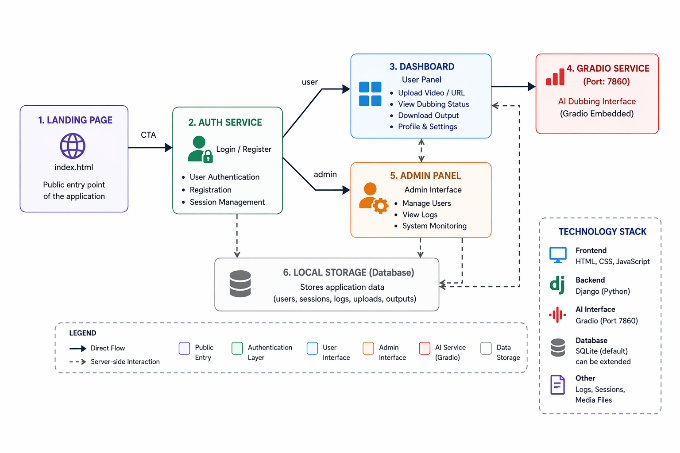 1. LANDING PAGE
index.html
Public entry point
of the application
CTA
2. AUTH SERVICE
Login / Register
• User Authentication
• Registration
• Session Management
user
admin
3. DASHBOARD
User Panel
• Upload Video / URL
• View Dubbing Status
• Download Output
• Profile & Settings
4. GRADIO SERVICE
(Port: 7860)
AI Dubbing Interface
(Gradio Embedded)
5. ADMIN PANEL
Admin Interface
• Manage Users
• View Logs
• System Monitoring
6. LOCAL STORAGE (Database)
Stores application data
(users, sessions, logs, uploads, outputs)
TECHNOLOGY STACK
Frontend
HTML, CSS, JavaScript
dj
Backend
Django (Python)
AI Interface
Gradio (Port 7860)
Database
SQLite (default)
can be extended
Other
Logs, Sessions,
Media Files
LEGEND
Direct Flow
Server-side Interaction
Public
Entry
Authentication
Layer
User
Interface
Admin
Interface
AI Service
(Gradio)
Data
Storage